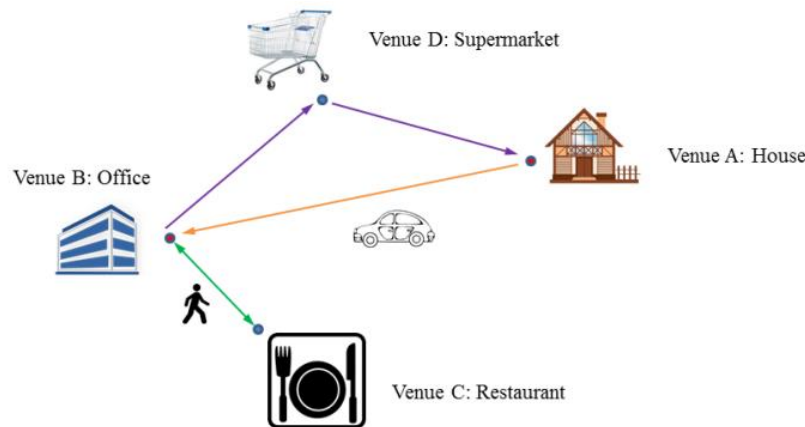 Venue D: Supermarket
Venue A: House
Venue B: Office
Venue C: Restaurant